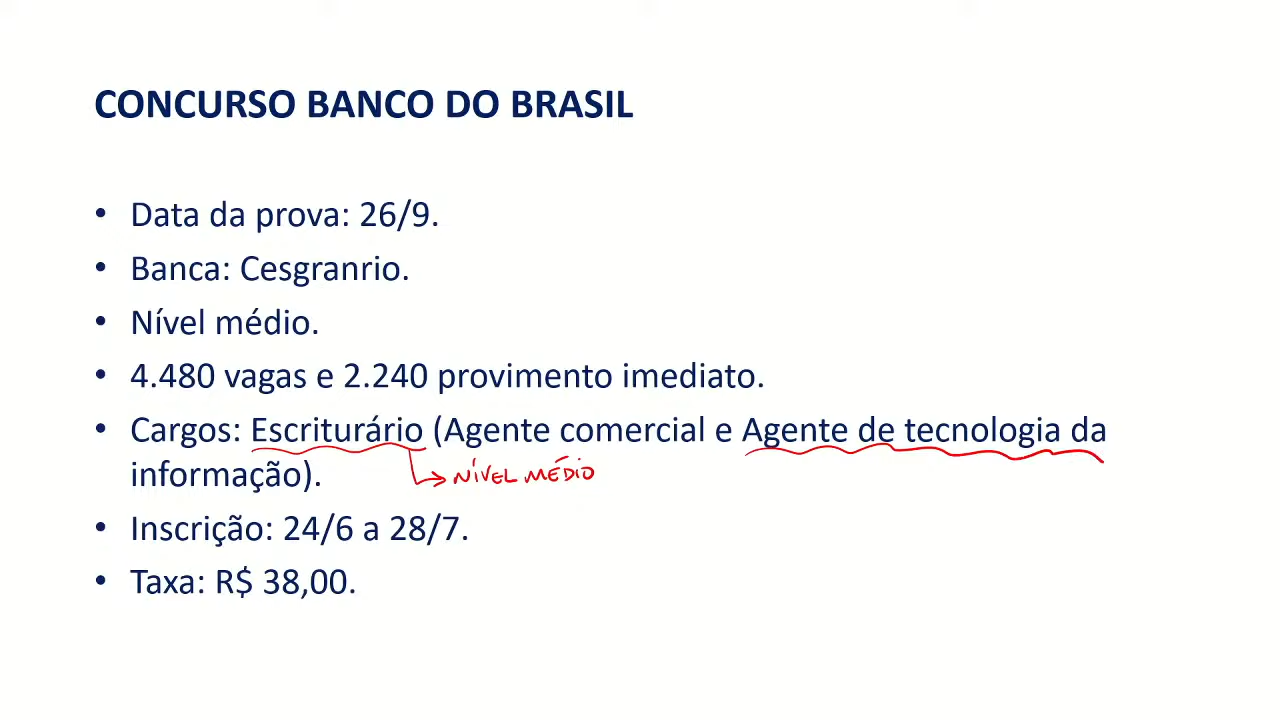 CONCURSO BANCO DO BRASIL
• Data da prova: 26/9.
• Banca: Cesgranrio.
• Nível médio.
• 4.480 vagas e 2.240 provimento imediato.
• Cargos: Escriturário (Agente comercial e Agente de tecnologia da
informação).
NÍVEL MÉDIO
• Inscrição: 24/6 a 28/7.
• Taxa: R$ 38,00.